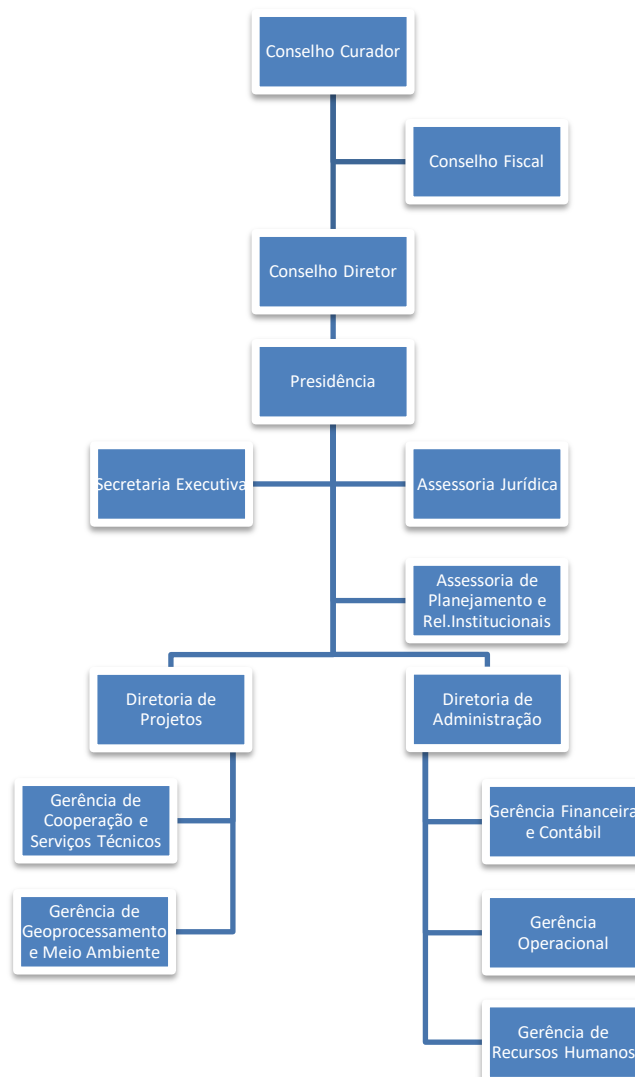 Conselho Curador
Conselho Fiscal
Conselho Diretor
Presidência
Secretaria Executiva
Assessoria Jurídica
Assessoria de
Planejamento e
Rel.Institucionais
Diretoria de
Projetos
Diretoria de
Administração
Gerência de
Cooperação e
Serviços Técnicos
Gerência Financeira
e Contábil
Gerência de
Geoprocessamento
e Meio Ambiente
Gerência
Operacional
Gerência de
Recursos Humanos